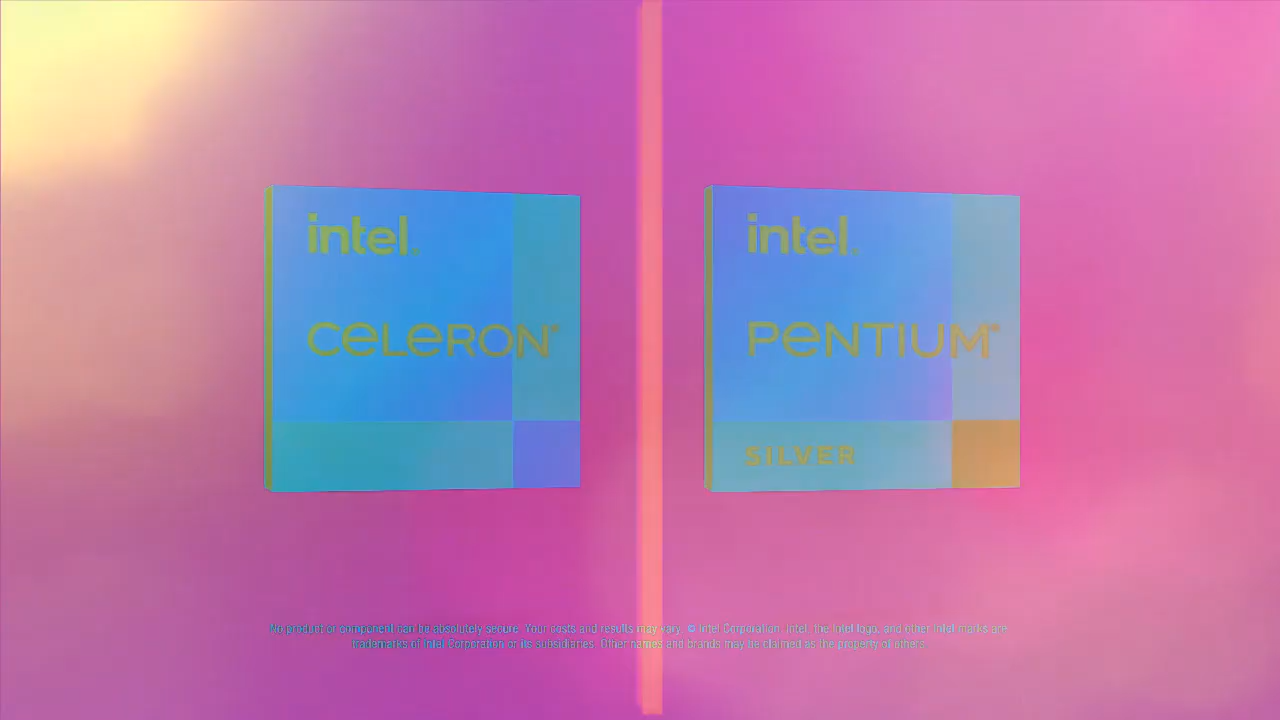 intel.
CELERON®
intel.
PENTIUM®
SILVER
No product or component can be absolutely secure. Your costs and results may vary. © Intel Corporation. Intel, the Intel logo, and other Intel marks are
trademarks of Intel Corporation or its subsidiaries. Other names and brands may be claimed as the property of others.